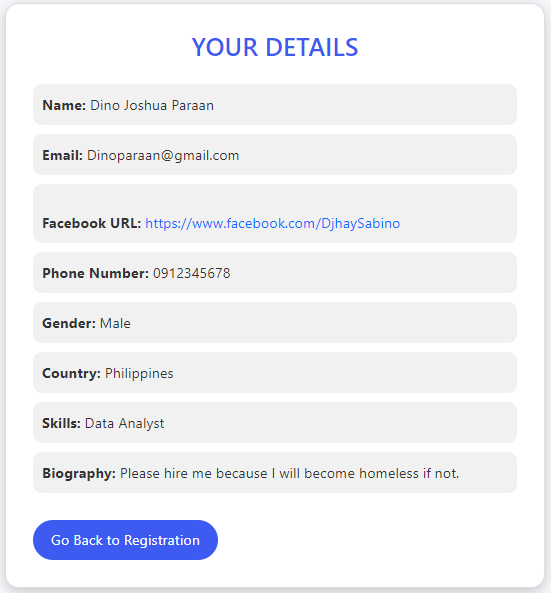 YOUR DETAILS
Name: Dino Joshua Paraan
Email: Dinoparaan@gmail.com
Facebook URL: https://www.facebook.com/DjhaySabino
Phone Number: 0912345678
Gender: Male
Country: Philippines
Skills: Data Analyst
Biography: Please hire me because I will become homeless if not.
Go Back to Registration